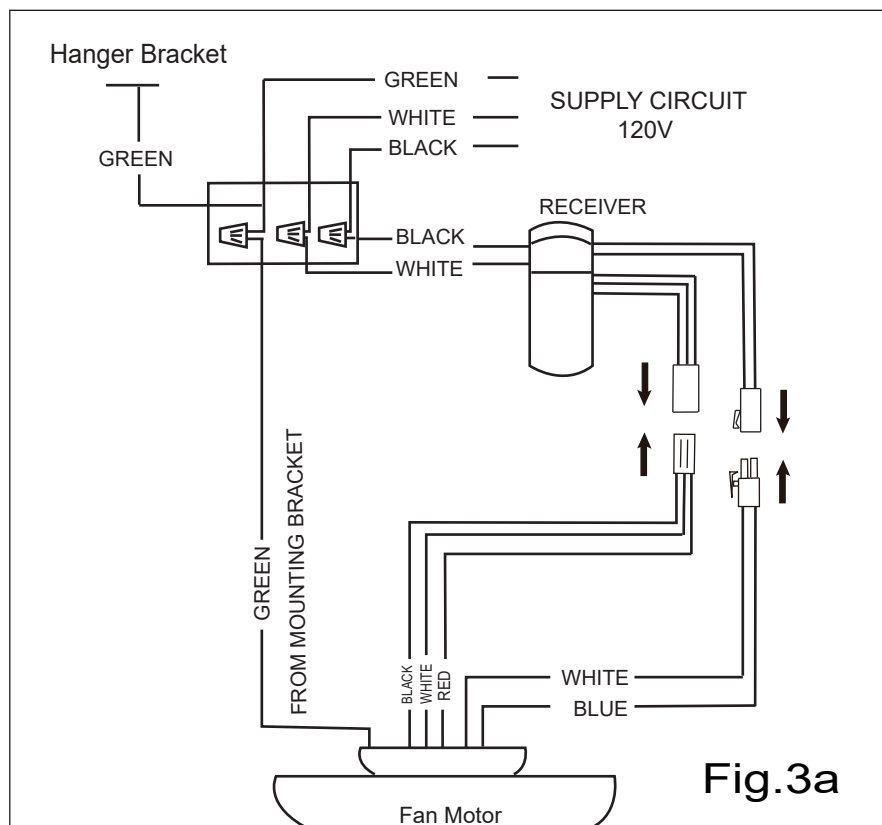 Hanger Bracket
GREEN
WHITE
BLACK
SUPPLY CIRCUIT
120V
GREEN
RECEIVER
BLACK
WHITE
GREEN
FROM MOUNTING BRACKET
BLACK
WHITE
RED
WHITE
BLUE
Fig.3a
Fan Motor